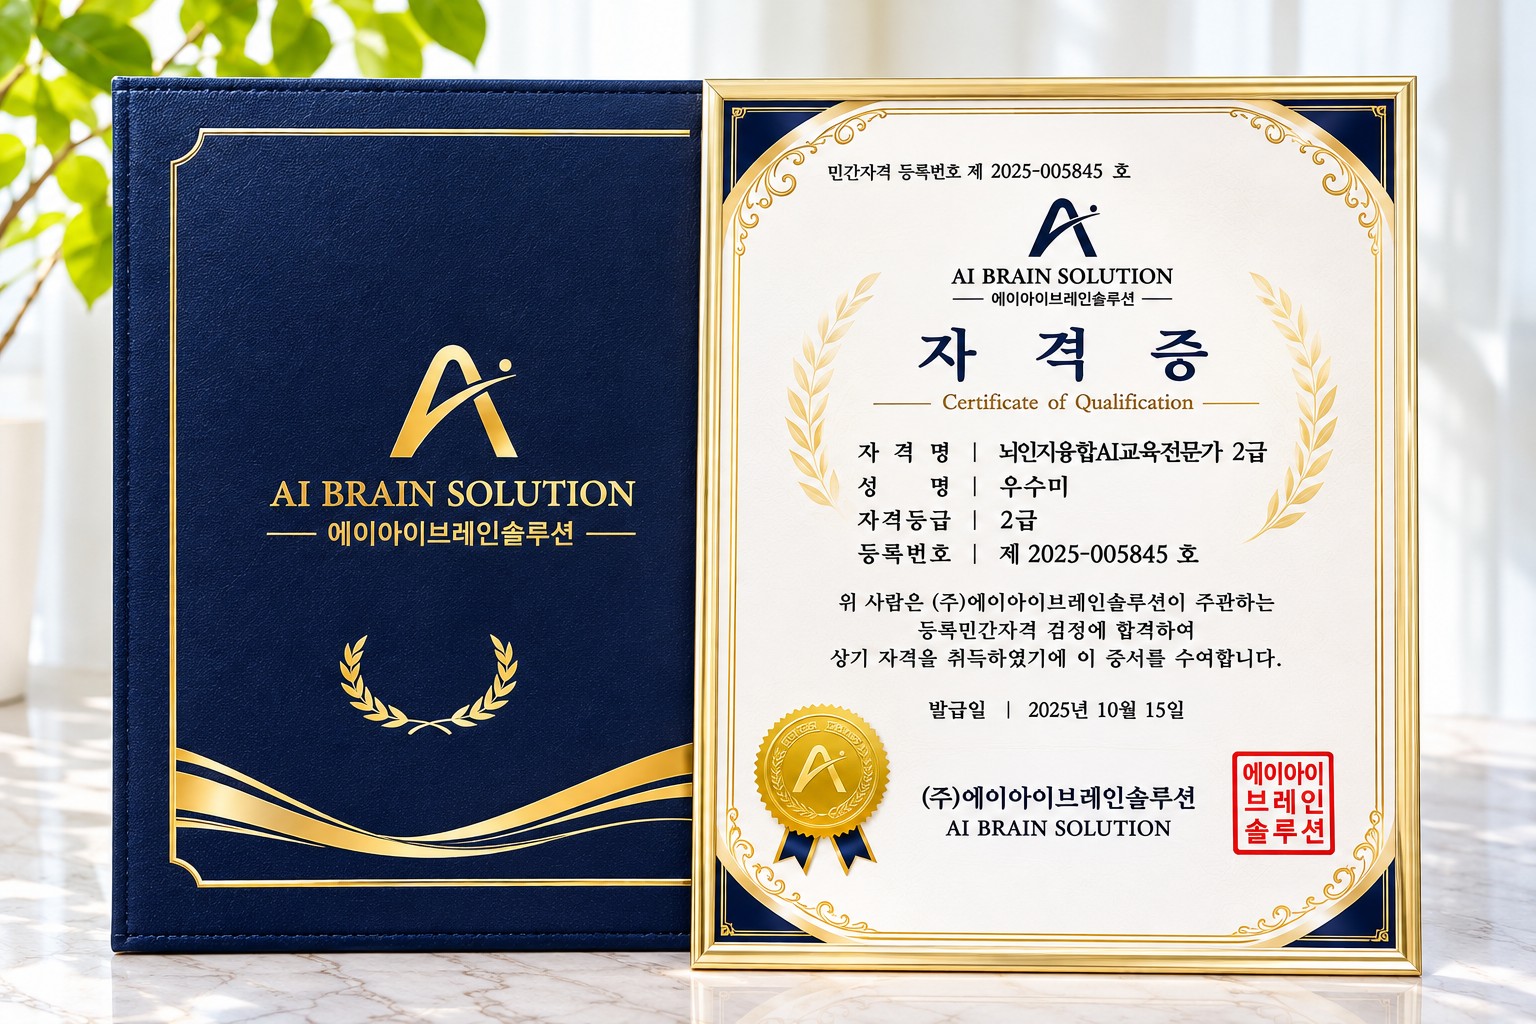 AI BRAIN SOLUTION
에이아이브레인솔루션
민간자격 등록번호 제 2025-005845 호
AI BRAIN SOLUTION
에이아이브레인솔루션
자 격 증
Certificate of Qualification
자 격 명 | 뇌인지융합AI교육전문가 2급
성 명 | 우수미
자격등급 | 2급
등록번호 | 제 2025-005845 호
위 사람은 (주)에이아이브레인솔루션이 주관하는
등록민간자격 검정에 합격하여
상기 자격을 취득하였기에 이 증서를 수여합니다.
발급일 | 2025년 10월 15일
(주)에이아이브레인솔루션
AI BRAIN SOLUTION
에이아이
브레인
솔루션